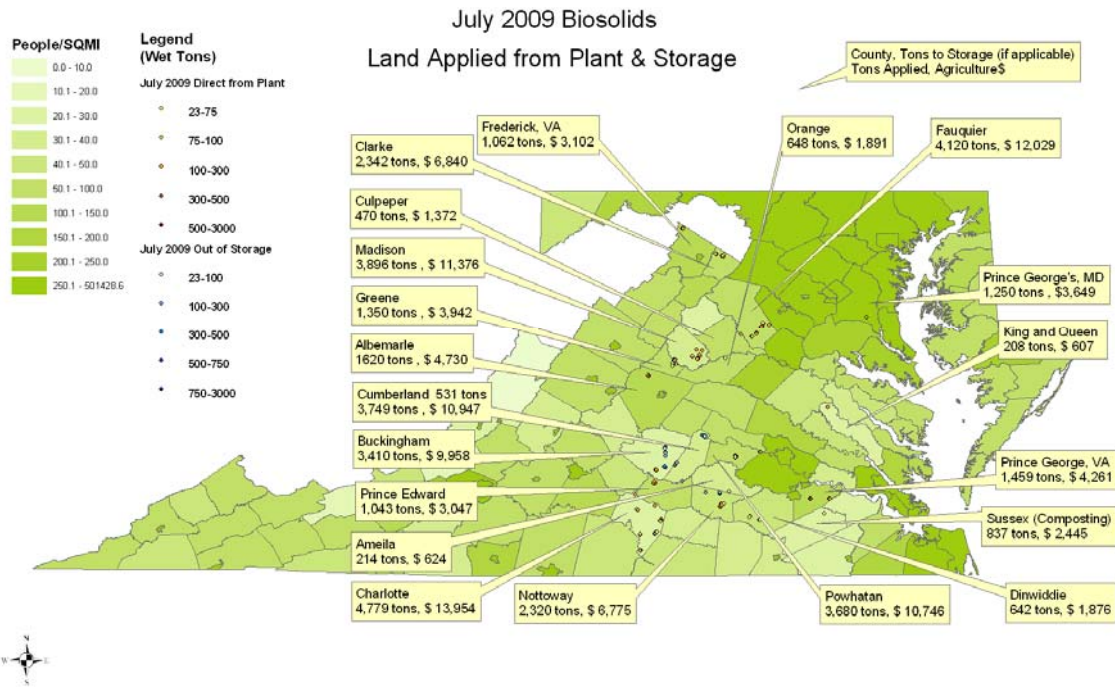 July 2009 Biosolids
Land Applied from Plant & Storage
People/SQMI
0.0 - 10.0
10.1 - 20.0
20.1 - 30.0
30.1 - 40.0
40.1 - 50.0
50.1 - 100.0
100.1 - 150.0
150.1 - 200.0
200.1 - 250.0
250.1 - 501428.6
Legend
(Wet Tons)
July 2009 Direct from Plant
23-75
75-100
100-300
300-500
500-3000
July 2009 Out of Storage
23-100
100-300
300-500
500-750
750-3000
County, Tons to Storage (if applicable)
Tons Applied, Agriculture$
Frederick, VA
1,062 tons, $ 3,102
Orange
648 tons, $ 1,891
Fauquier
4,120 tons, $ 12,029
Clarke
2,342 tons, $ 6,840
Culpeper
470 tons, $ 1,372
Madison
3,896 tons , $ 11,376
Greene
1,350 tons , $ 3,942
Albemarle
1620 tons , $ 4,730
Cumberland 531 tons
3,749 tons , $ 10,947
Buckingham
3,410 tons, $ 9,958
Prince Edward
1,043 tons, $ 3,047
Ameila
214 tons, $ 624
Charlotte
4,779 tons, $ 13,954
Nottoway
2,320 tons, $ 6,775
Powhatan
3,680 tons, $ 10,746
Dinwiddie
642 tons, $ 1,876
Prince George's, MD
1,250 tons , $3,649
King and Queen
208 tons, $ 607
Prince George, VA
1,459 tons, $ 4,261
Sussex (Composting)
837 tons, $ 2,445
N
W E
S